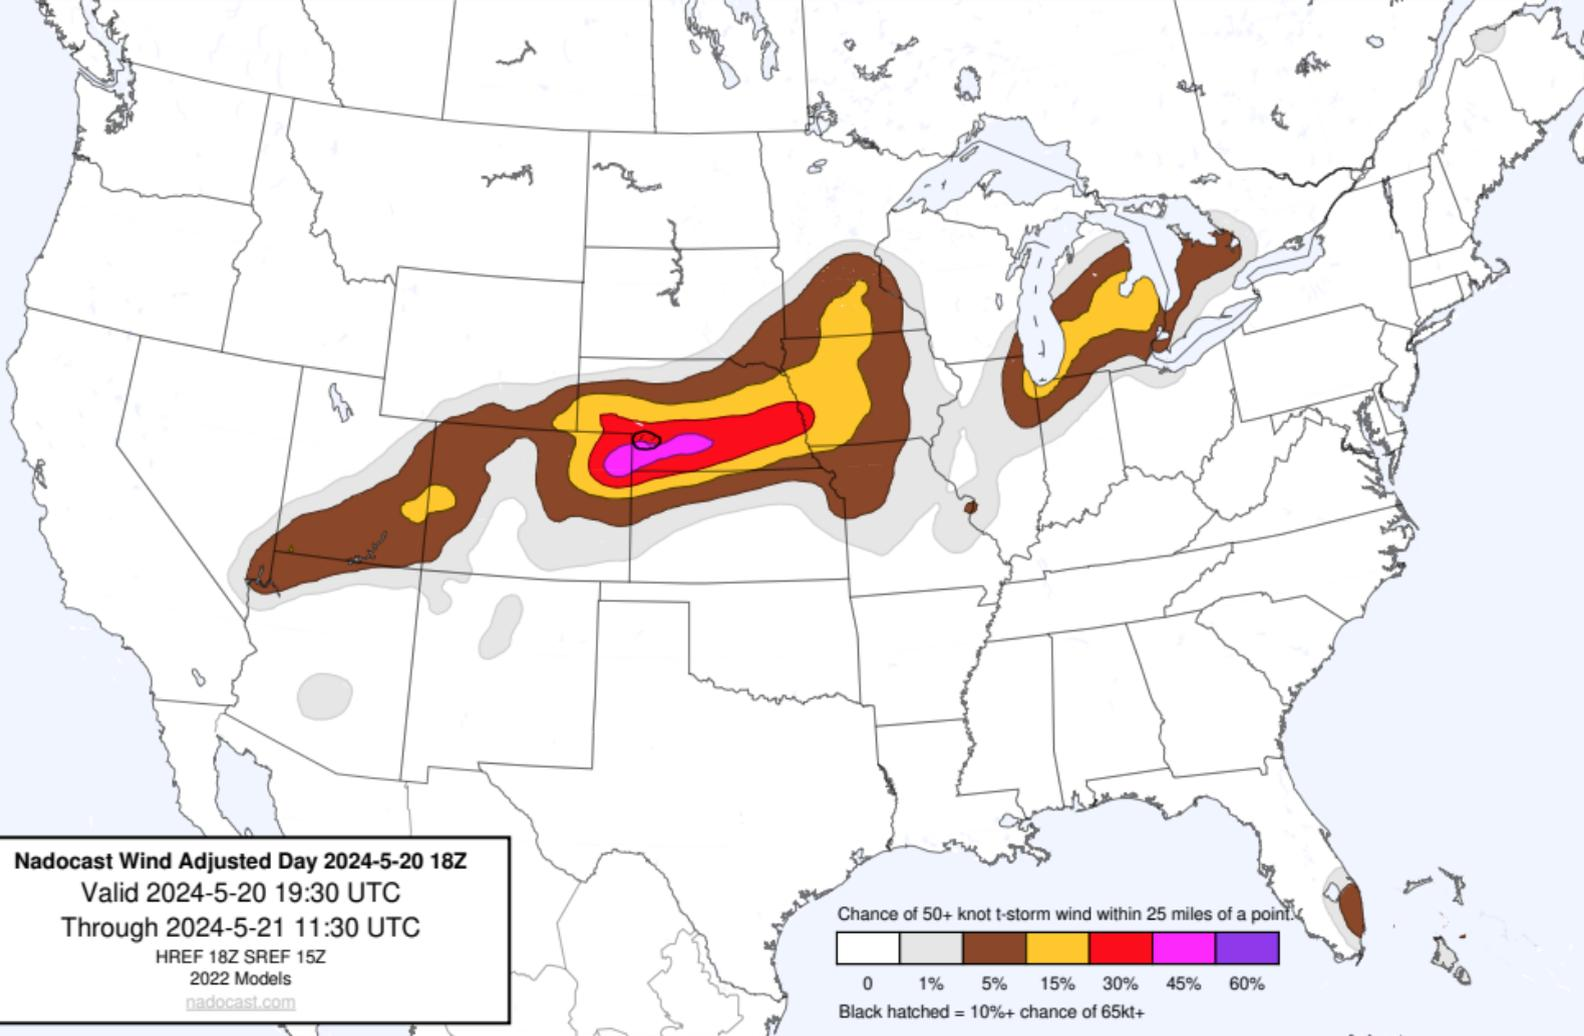 Nadocast Wind Adjusted Day 2024-5-20 18Z
Valid 2024-5-20 19:30 UTC
Through 2024-5-21 11:30 UTC
HREF 18Z SREF 15Z
2022 Models
nadocast.com
Chance of 50+ knot t-storm wind within 25 miles of a point.
0 1% 5% 15% 30% 45% 60%
Black hatched = 10%+ chance of 65kt+